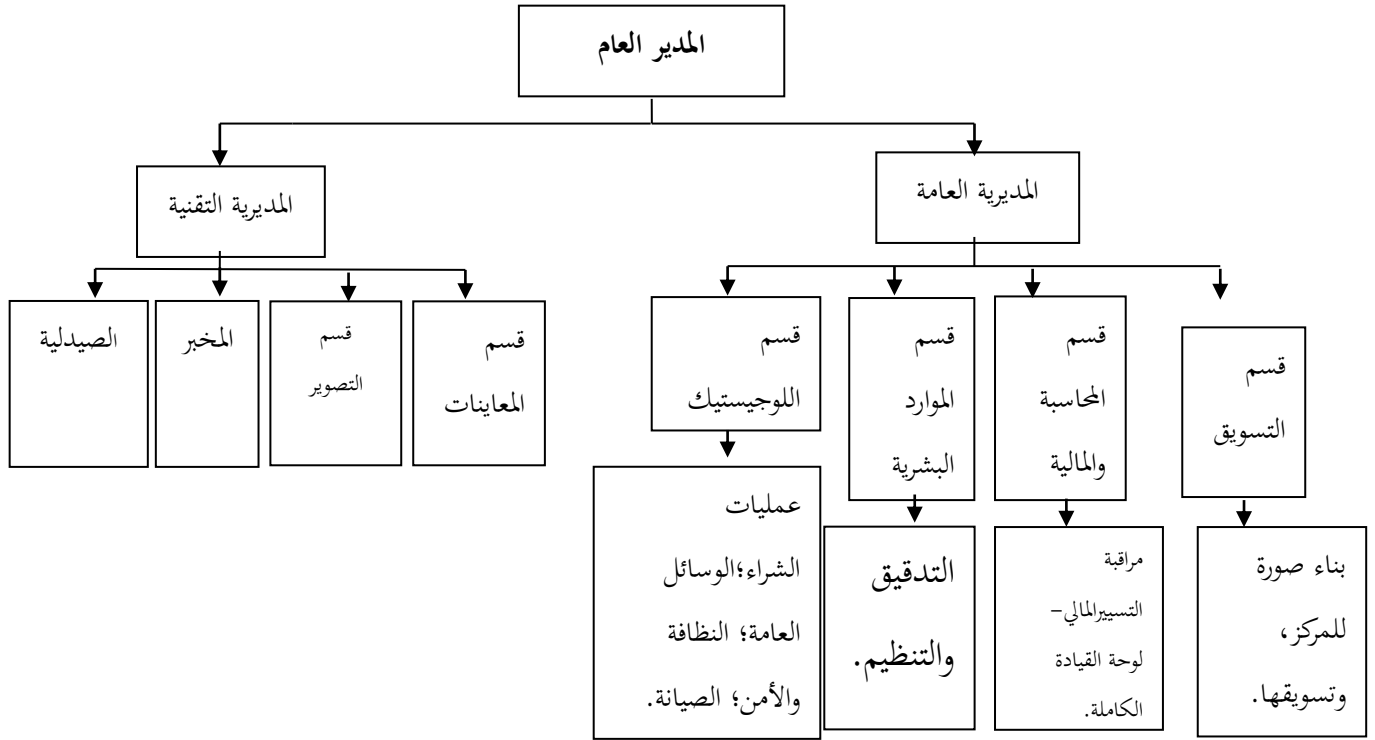 المدير العام
المديرية العامة
المديرية التقنية
قسم
التسويق
قسم
المحاسبة
والمالية
قسم
الموارد
البشرية
قسم
اللوجيستيك
قسم
المعاينات
قسم
التصوير
المخبر
الصيدلية
بناء صورة
للمركز،
وتسويقها.
مراقبة
التسييرالمالي–
لوحة القيادة
الكاملة.
التدقيق
والتنظيم.
عمليات
الشراء؛الوسائل
العامة؛ النظافة
والأمن؛ الصيانة.